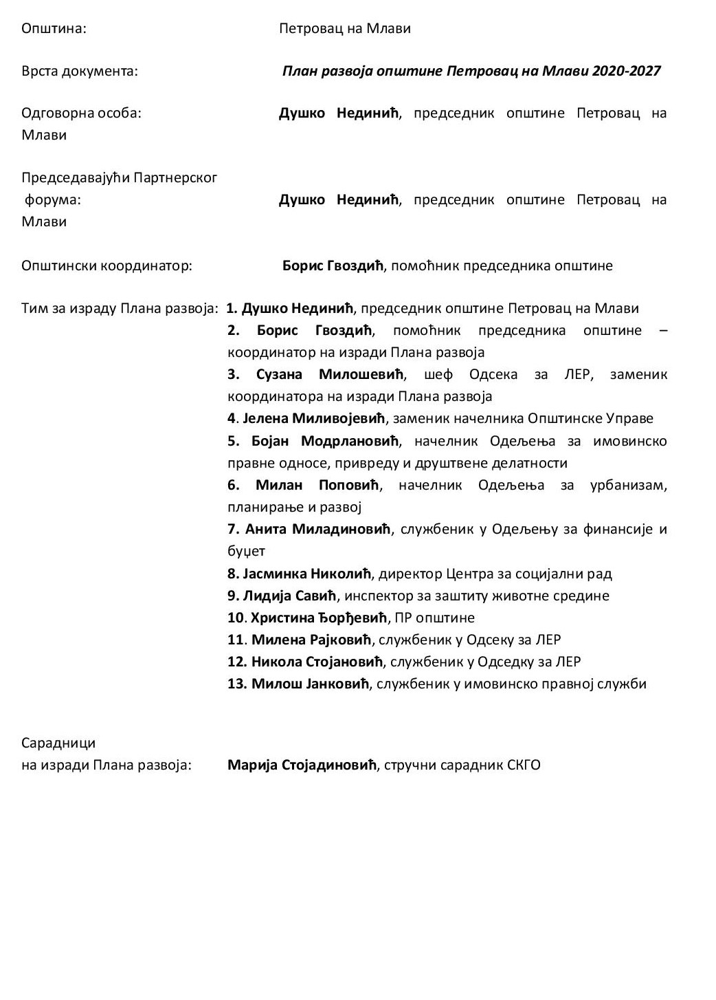 Општина: Петровац на Млави
Врста документа: План развоја општине Петровац на Млави 2020-2027
Одговорна особа: Душко Нединић, председник општине Петровац на
Млави
Председавајући Партнерског
форума: Душко Нединић, председник општине Петровац на
Млави
Општински координатор: Борис Гвоздић, помоћник председника општине
Тим за израду Плана развоја: 1. Душко Нединић, председник општине Петровац на Млави
2. Борис Гвоздић, помоћник председника општине –
координатор на изради Плана развоја
3. Сузана Милошевић, шеф Одсека за ЛЕР, заменик
координатора на изради Плана развоја
4. Јелена Миливојевић, заменик начелника Општинске Управе
5. Бојан Модрлановић, начелник Одељења за имовинско
правне односе, привреду и друштвене делатности
6. Милан Поповић, начелник Одељења за урбанизам,
планирање и развој
7. Анита Миладиновић, службеник у Одељењу за финансије и
буџет
8. Јасминка Николић, директор Центра за социјални рад
9. Лидија Савић, инспектор за заштиту животне средине
10. Христина Ђорђевић, ПР општине
11. Милена Рајковић, службеник у Одсеку за ЛЕР
12. Никола Стојановић, службеник у Одседку за ЛЕР
13. Милош Јанковић, службеник у имовинско правној служби
Сарадници
на изради Плана развоја: Марија Стојадиновић, стручни сарадник СКГО